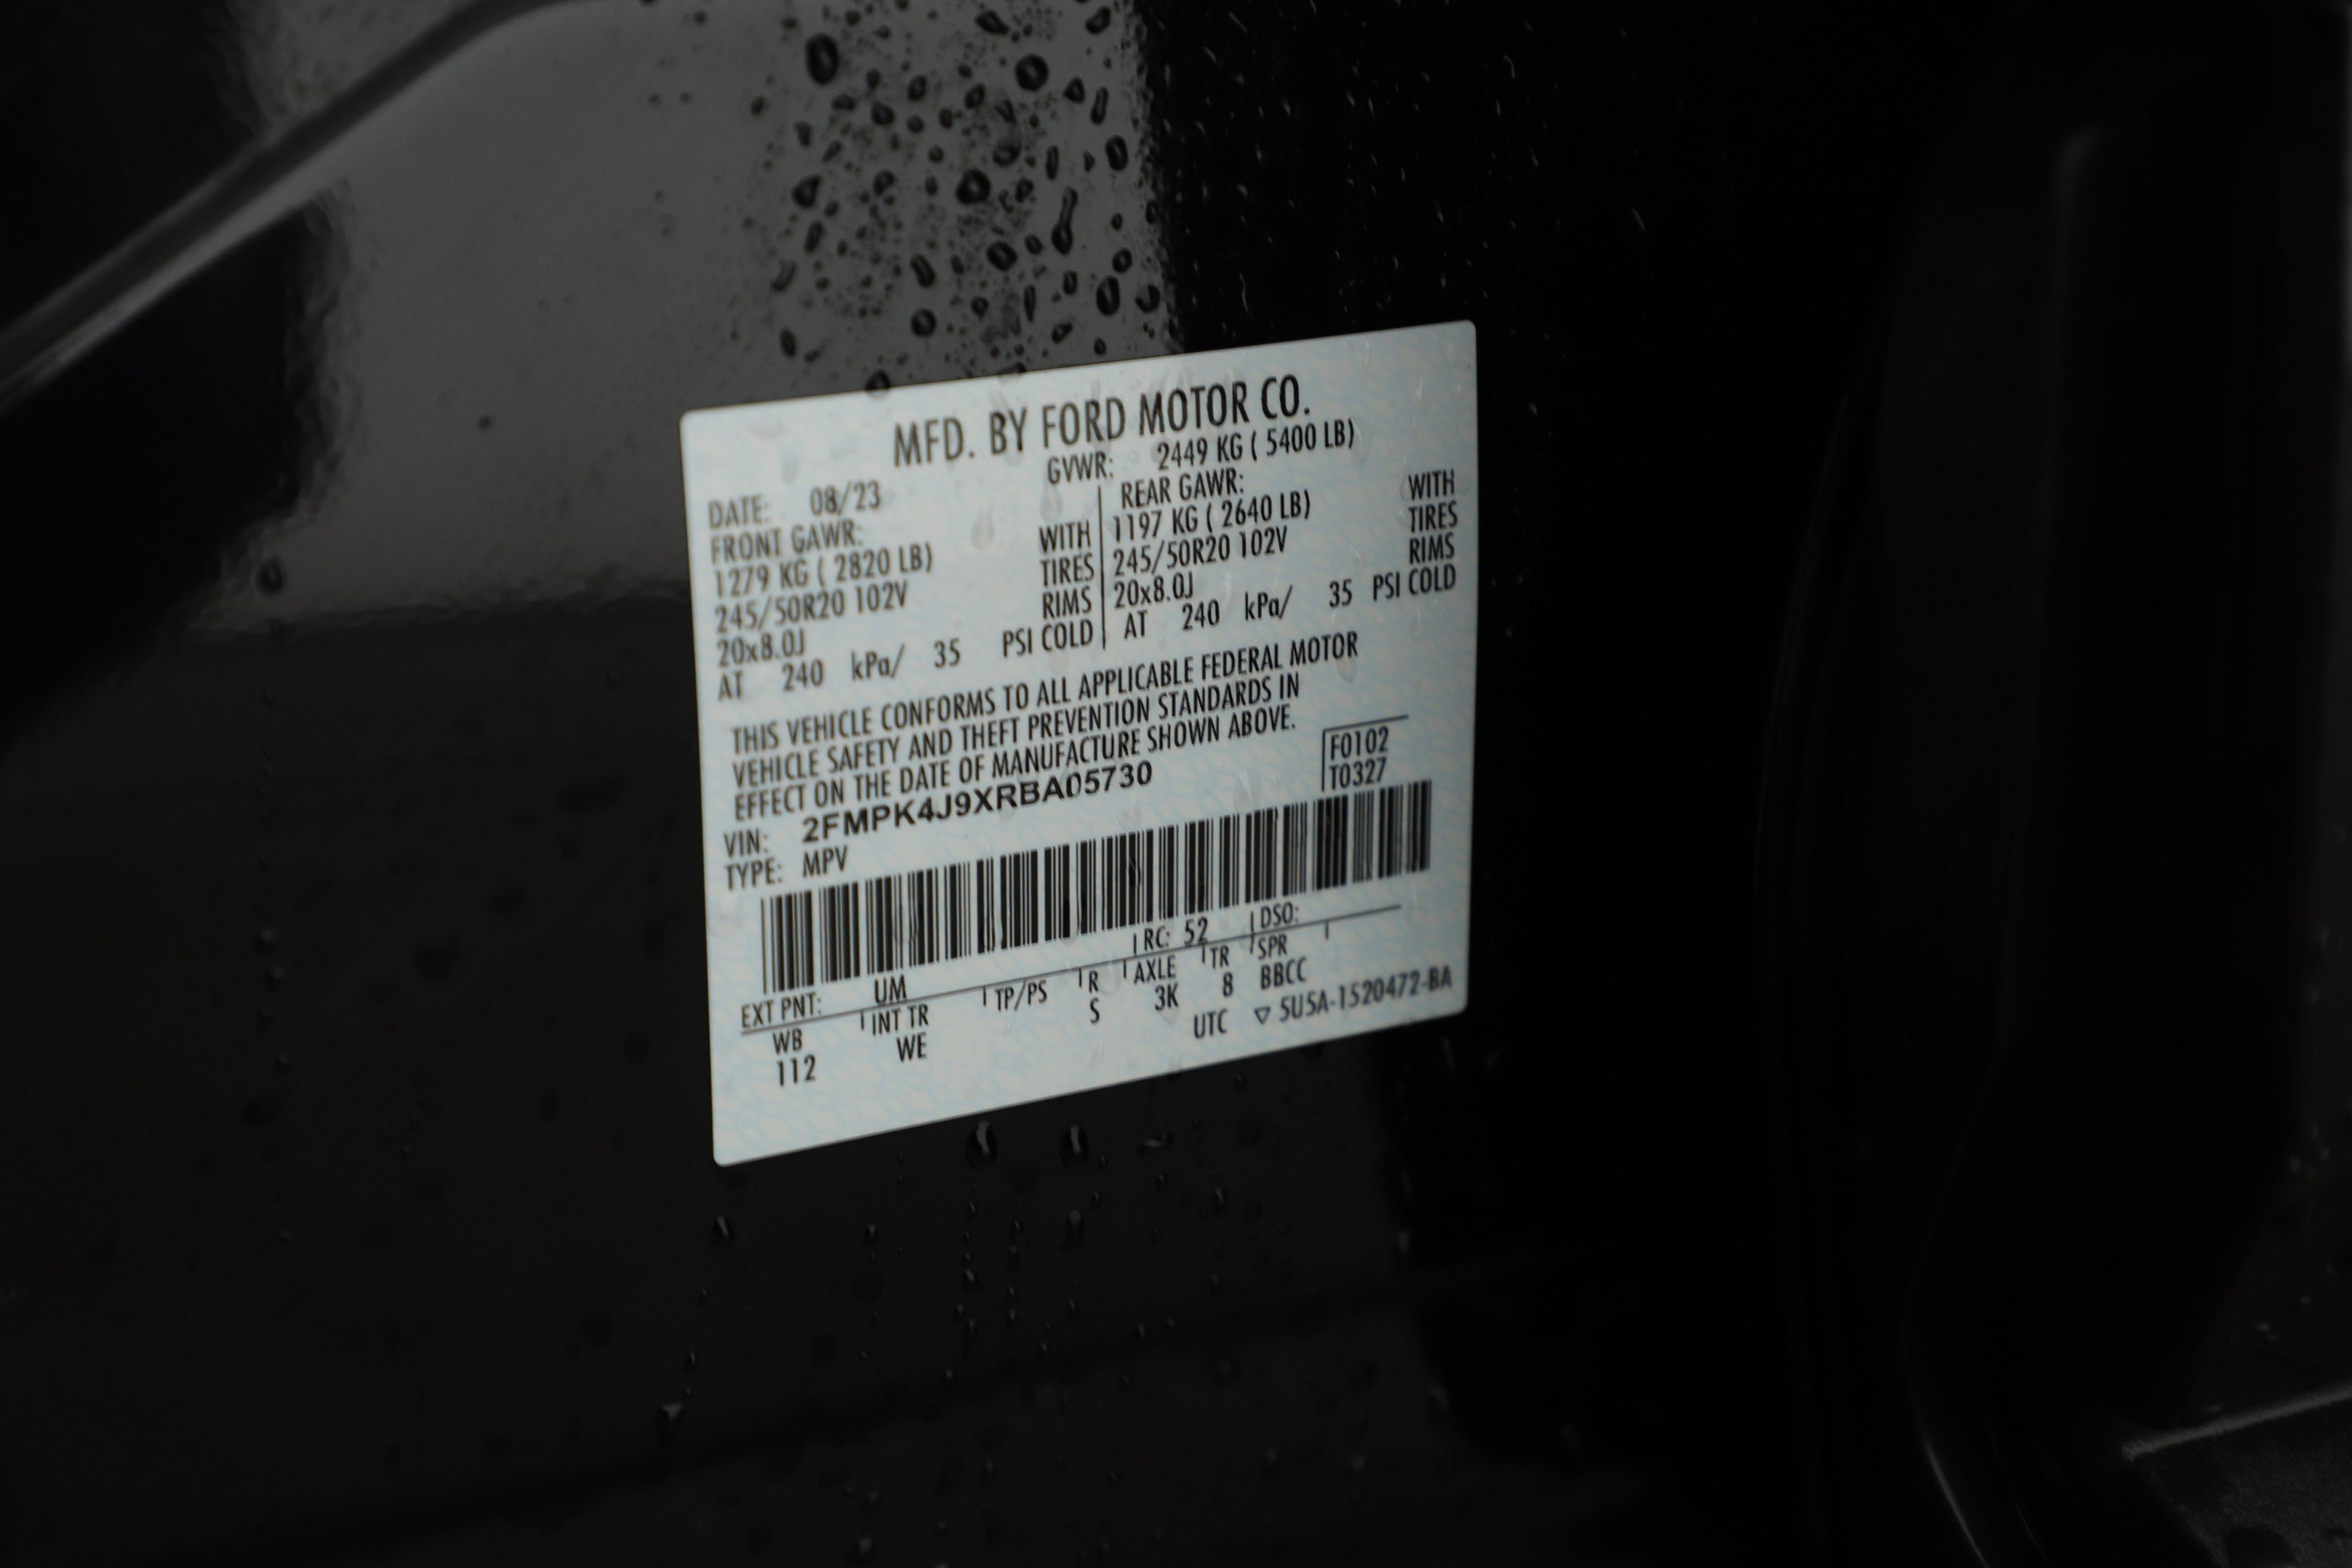 MFD. BY FORD MOTOR CO.
DATE: 08/23 GVWR: 2449 KG ( 5400 LB)
FRONT GAWR:
1279 KG ( 2820 LB) WITH
245/50R20 102V TIRES
20x8.0J RIMS
AT 240 kPa/ 35 PSI COLD
REAR GAWR:
1197 KG ( 2640 LB) WITH
245/50R20 102V TIRES
20x8.0J RIMS
AT 240 kPa/ 35 PSI COLD
THIS VEHICLE CONFORMS TO ALL APPLICABLE FEDERAL MOTOR
VEHICLE SAFETY AND THEFT PREVENTION STANDARDS IN
EFFECT ON THE DATE OF MANUFACTURE SHOWN ABOVE.
VIN: 2FMPK4J9XRBA05730
TYPE: MPV
F0102
T0327
EXT PNT: UM RC: 52 DSO:
WB INT TR TP/PS R AXLE TR SPR
112 WE S 3K 8 BBCC
UTC ▽ 5U5A-1520472-BA